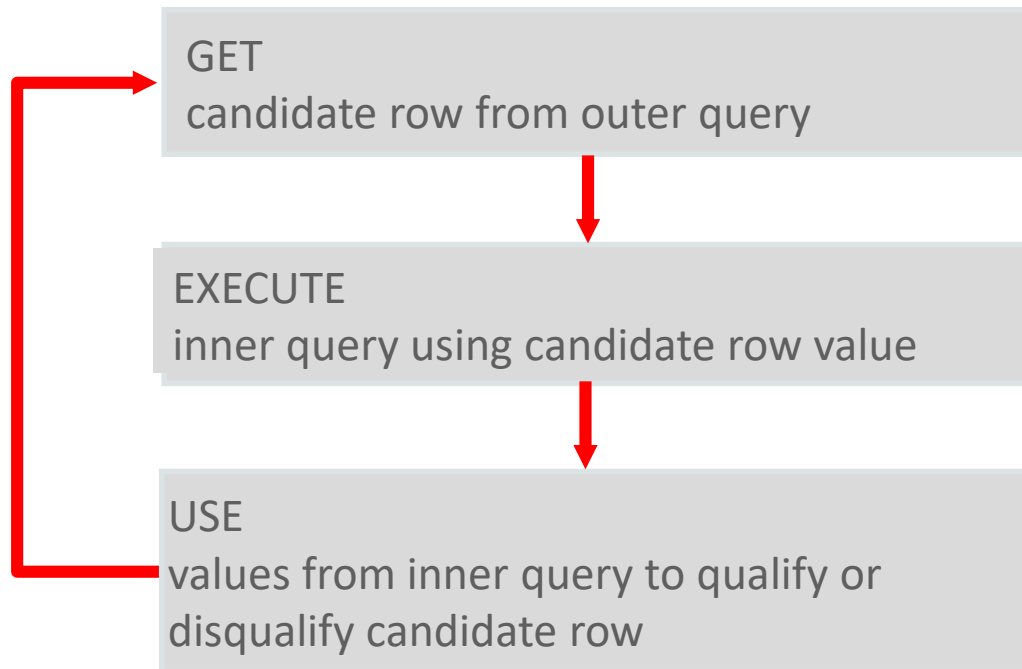 GET
candidate row from outer query
EXECUTE
inner query using candidate row value
USE
values from inner query to qualify or
disqualify candidate row